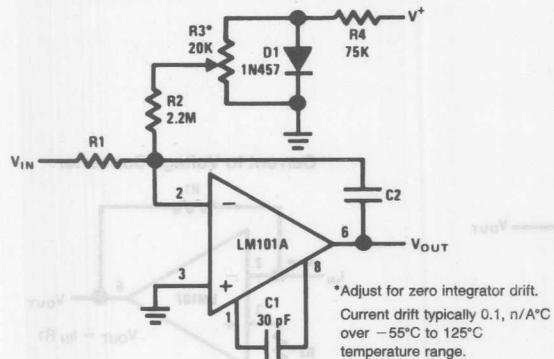 R3*
20K
D1
1N457
R4
75K
V+
R2
2.2M
R1
VIN
C2
2
6
LM101A
VOUT
8
3
1
C1
30 pF
*Adjust for zero integrator drift.
Current drift typically 0.1, n/A°C
over −55°C to 125°C
temperature range.